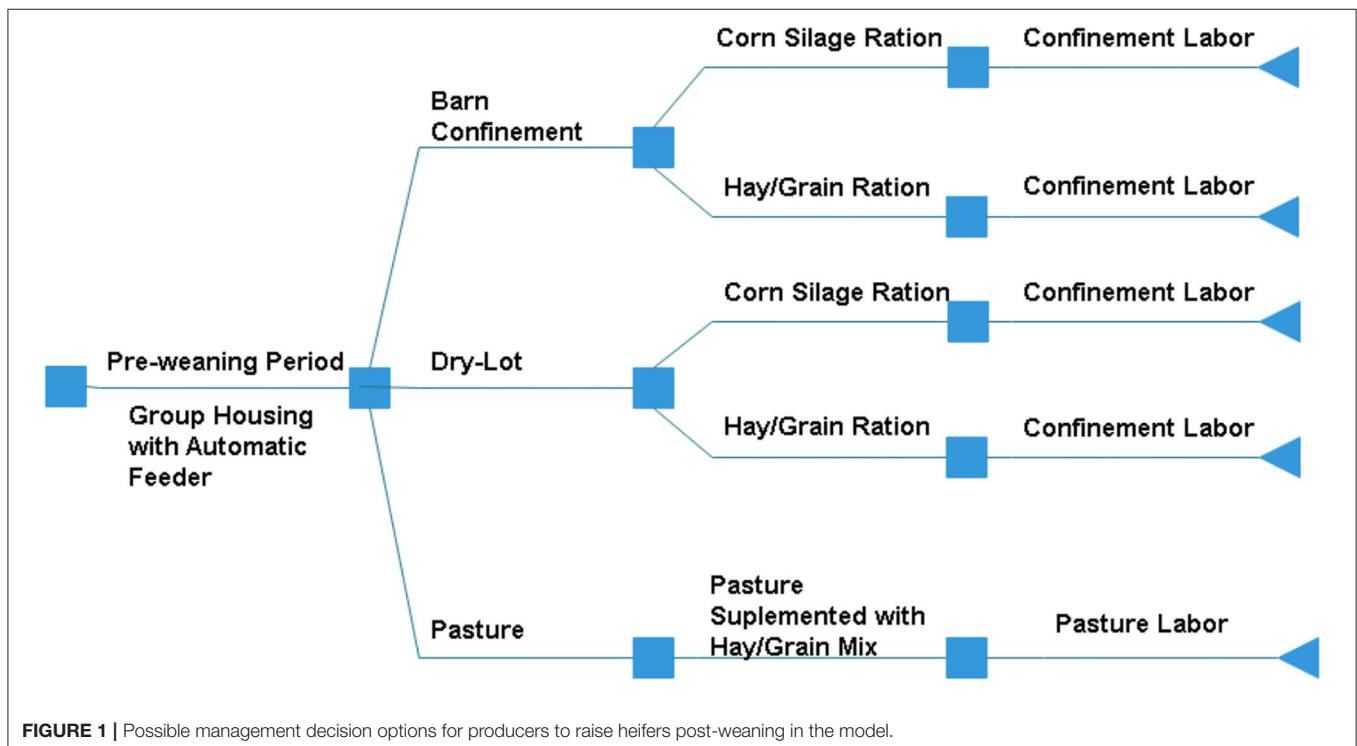 Corn Silage Ration
Confinement Labor
Barn
Confinement
Hay/Grain Ration
Confinement Labor
Corn Silage Ration
Confinement Labor
Pre-weaning Period
Dry-Lot
Group Housing
with Automatic
Feeder
Hay/Grain Ration
Confinement Labor
Pasture
Pasture
Suplemented with
Hay/Grain Mix
Pasture Labor
FIGURE 1 | Possible management decision options for producers to raise heifers post-weaning in the model.